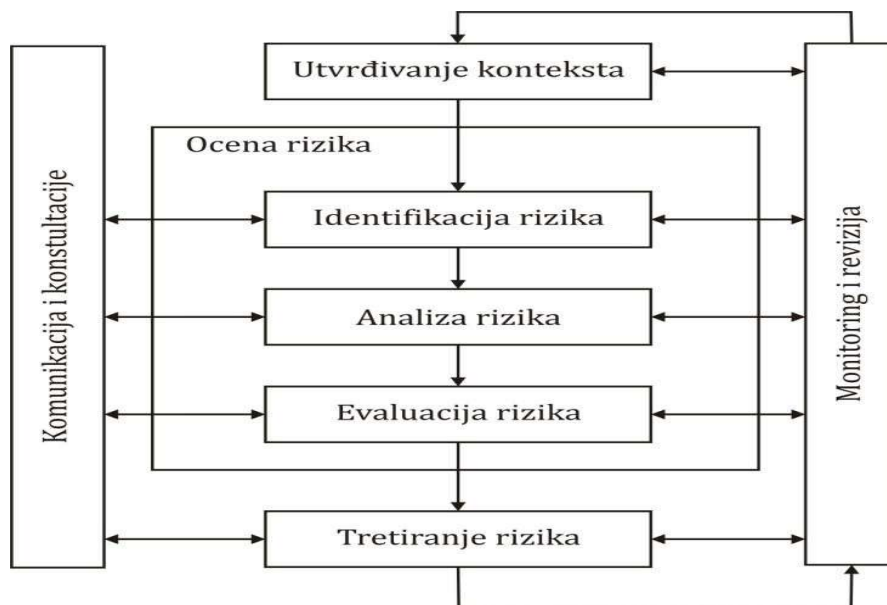 Utvrđivanje konteksta
Ocena rizika
Identifikacija rizika
Analiza rizika
Evaluacija rizika
Tretiranje rizika
Komunikacija i konstultacije
Monitoring i revizija